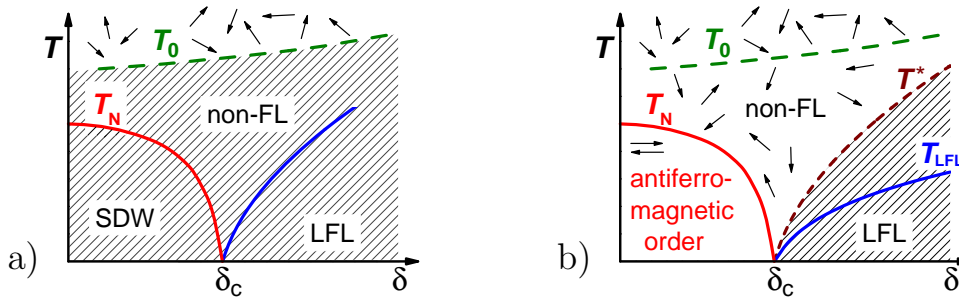 T
T0
TN
non-FL
SDW
LFL
a)
δc
δ
T
T0
T*
TN
non-FL
TLFL
antiferro-
magnetic
order
LFL
b)
δc
δ